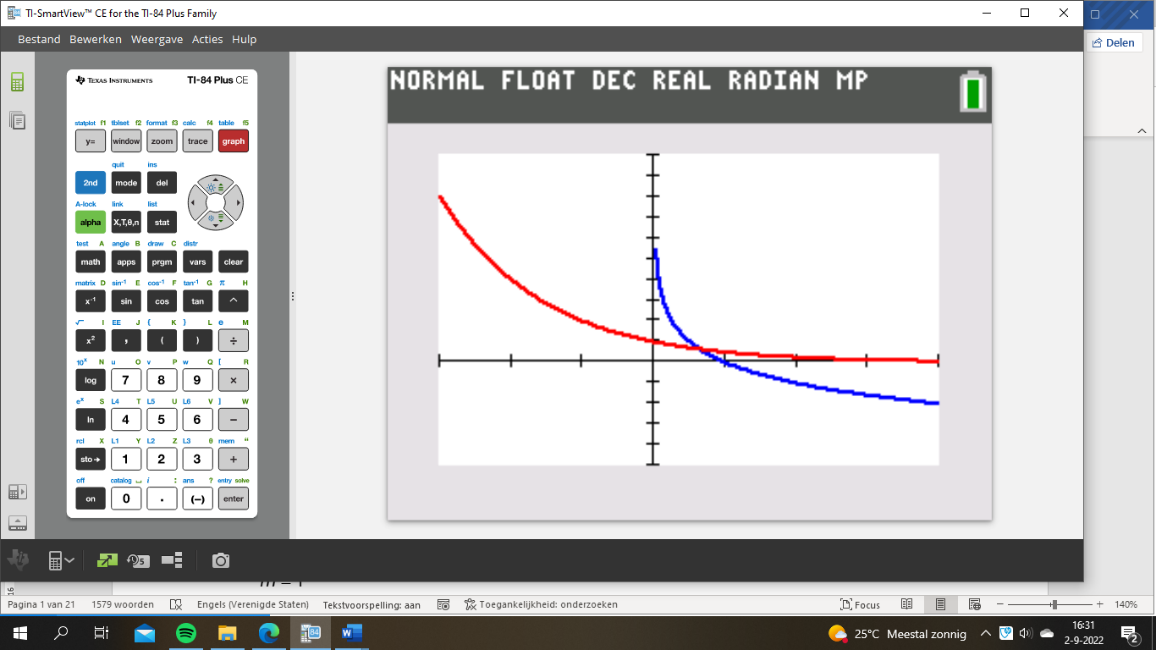 TI-SmartView™ CE for the TI-84 Plus Family
Bestand Bewerken Weergave Acties Hulp
Delen
TEXAS INSTRUMENTS TI-84 Plus CE
statplot f1 tblset f2 format f3 calc f4 table f5
y= window zoom trace graph
quit ins
2nd mode del
A-lock link list
alpha X,T,θ,n stat
test A angle B draw C distr
math apps prgm vars clear
matrix D sin-1 E cos-1 F tan-1 G π H
x-1 sin cos tan ^
√ I EE J { K } L e M
x² , ( ) ÷
10x N u O v P w Q [ R
log 7 8 9 ×
ex S L4 T L5 U L6 V ] W
ln 4 5 6 −
rcl X L1 Y L2 Z L3 θ mem "
sto→ 1 2 3 +
off catalog i : ans ? entry solve
on 0 . (−) enter
NORMAL FLOAT DEC REAL RADIAN MP
16
Pagina 1 van 21 1579 woorden Engels (Verenigde Staten) Tekstvoorspelling: aan Toegankelijkheid: onderzoeken Focus 140%
84 25°C Meestal zonnig 16:31
2-9-2022 2